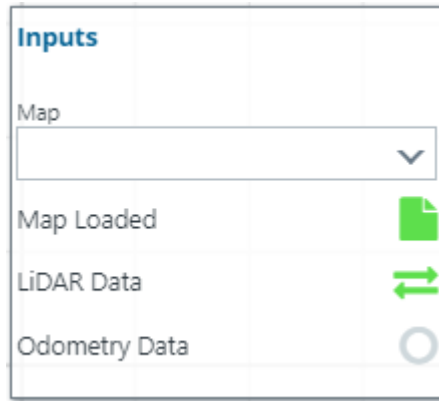 Inputs
Map
Map Loaded
LiDAR Data
Odometry Data